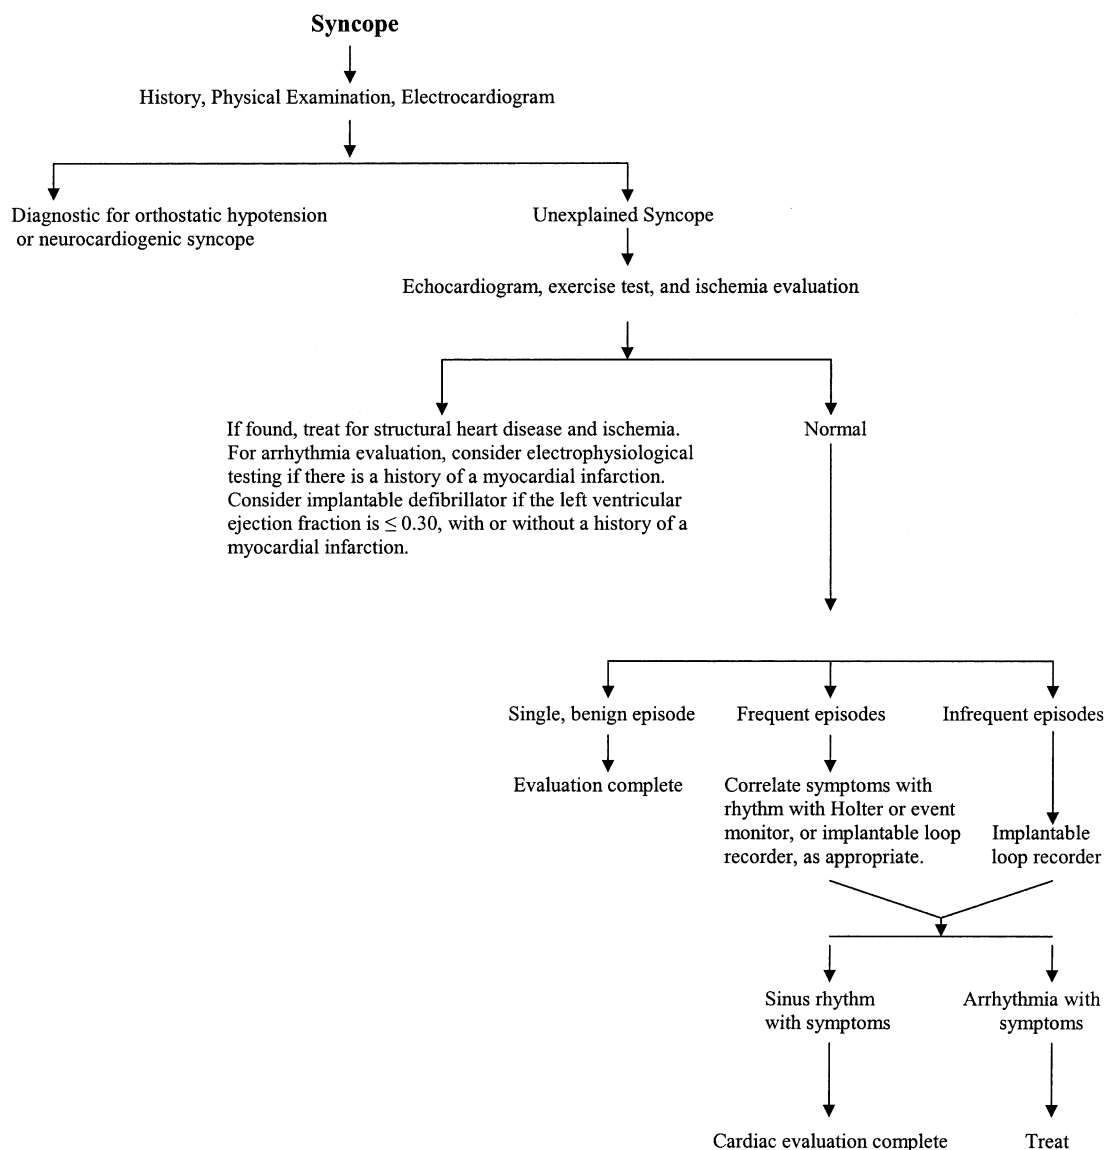 Syncope
History, Physical Examination, Electrocardiogram
Diagnostic for orthostatic hypotension
or neurocardiogenic syncope
Unexplained Syncope
Echocardiogram, exercise test, and ischemia evaluation
If found, treat for structural heart disease and ischemia.
For arrhythmia evaluation, consider electrophysiological
testing if there is a history of a myocardial infarction.
Consider implantable defibrillator if the left ventricular
ejection fraction is ≤ 0.30, with or without a history of a
myocardial infarction.
Normal
Single, benign episode
Evaluation complete
Frequent episodes
Correlate symptoms with
rhythm with Holter or event
monitor, or implantable loop
recorder, as appropriate.
Infrequent episodes
Implantable
loop recorder
Sinus rhythm
with symptoms
Arrhythmia with
symptoms
Cardiac evaluation complete
Treat